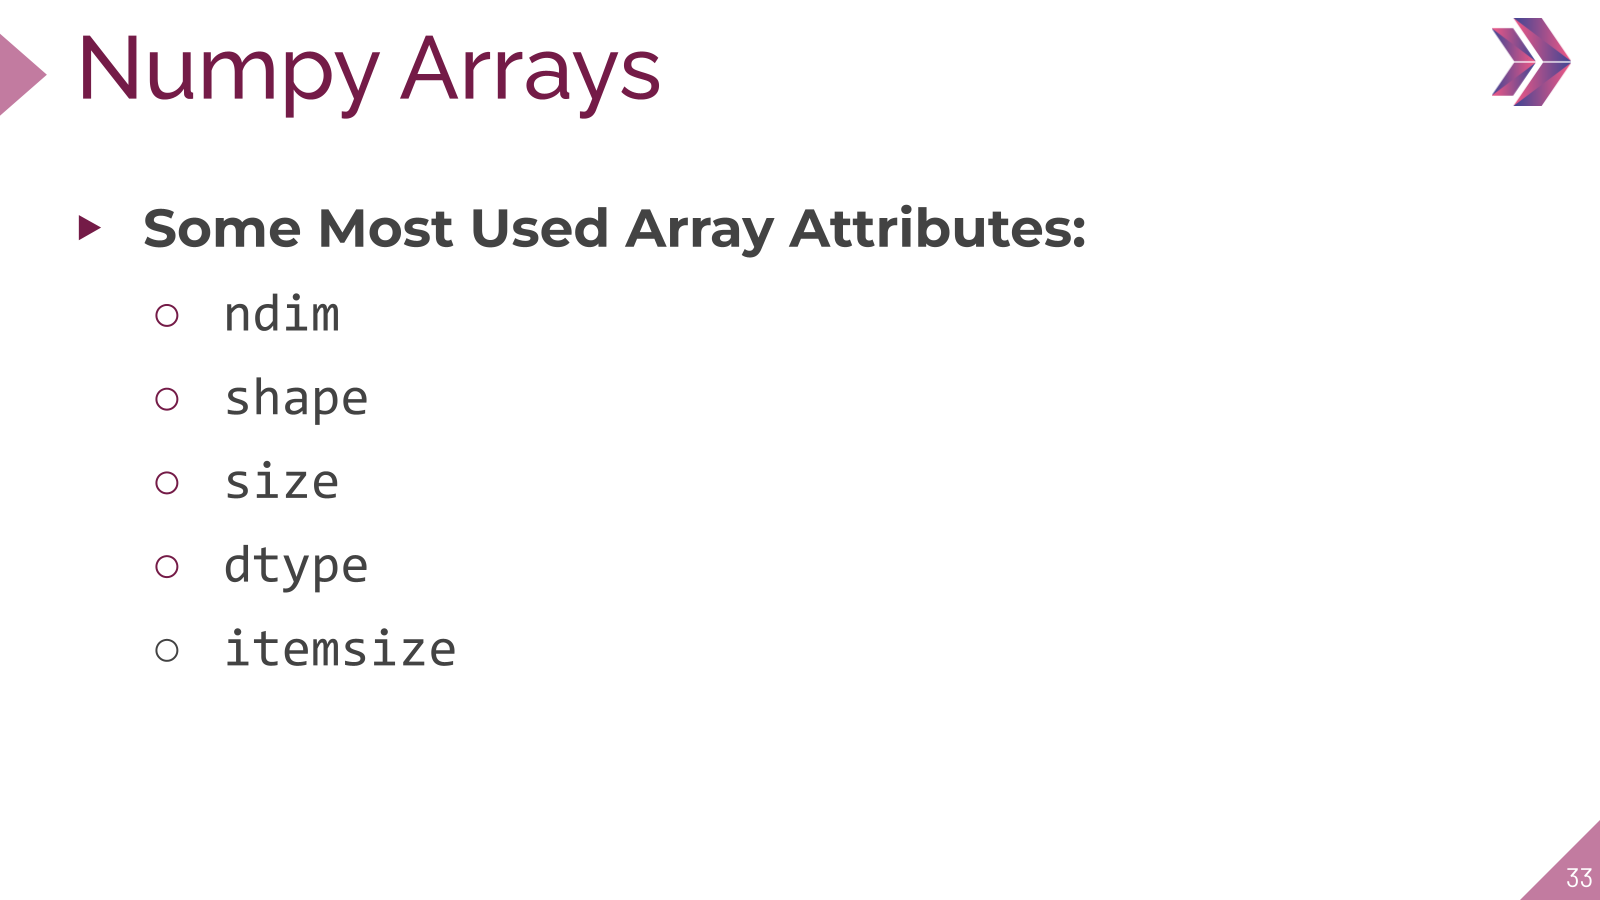 Numpy Arrays
Some Most Used Array Attributes:
ndim
shape
size
dtype
itemsize
33